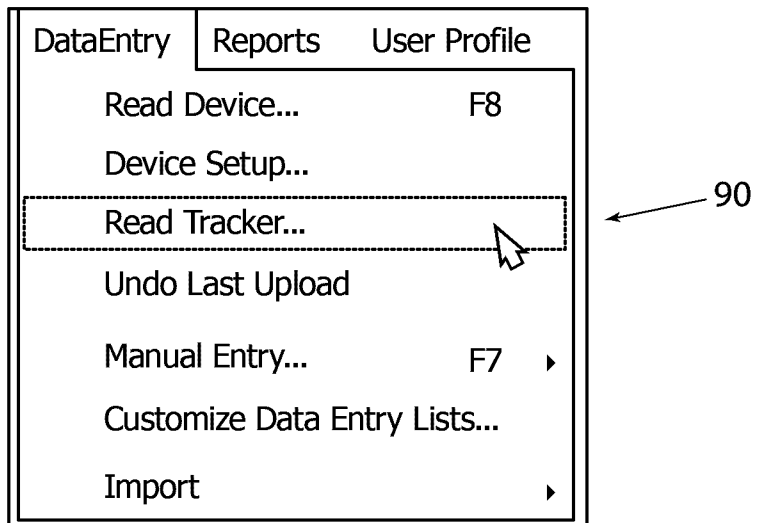 DataEntry Reports User Profile
Read Device... F8
Device Setup...
Read Tracker...
90
Undo Last Upload
Manual Entry... F7
Customize Data Entry Lists...
Import